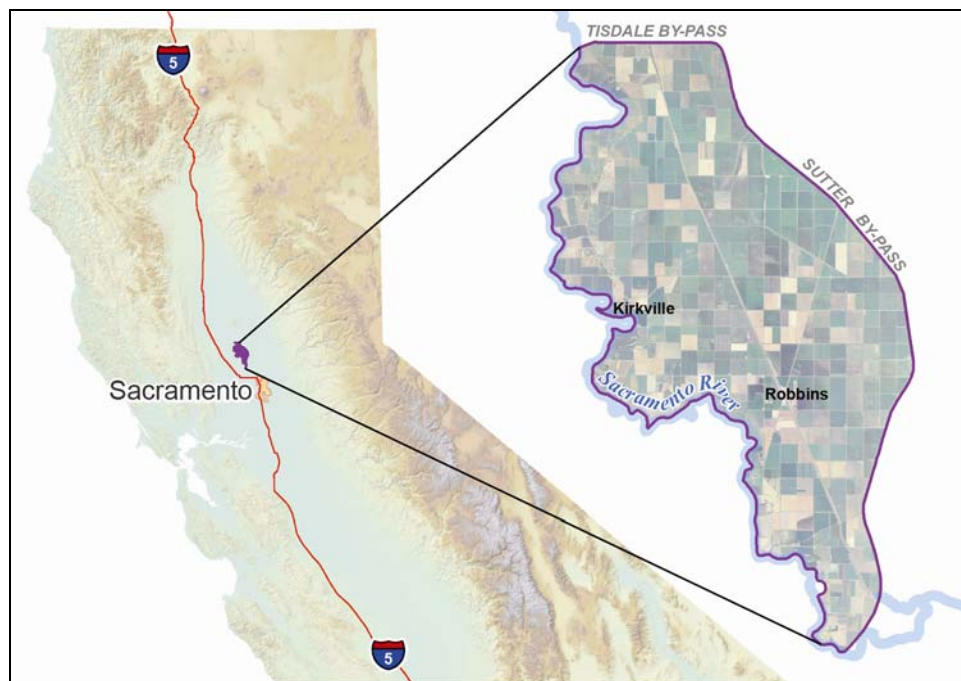 TISDALE BY-PASS
5
SUTTER BY-PASS
Kirkville
Sacramento
Sacramento River
Robbins
5